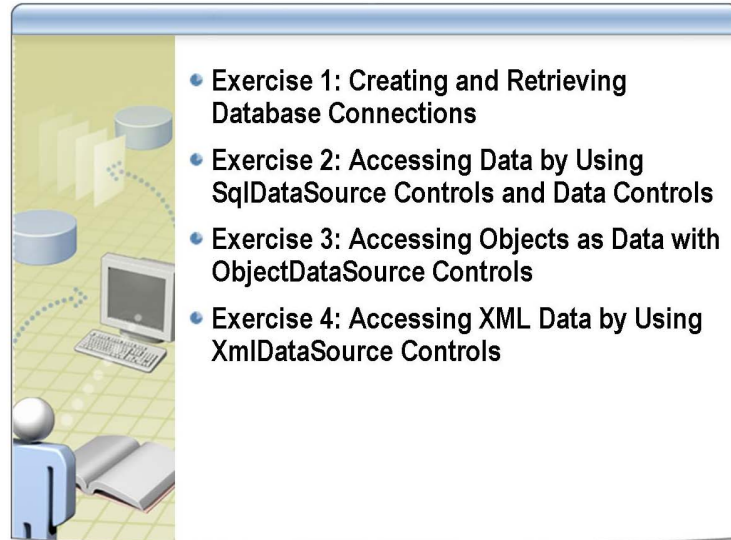 Exercise 1: Creating and Retrieving
Database Connections
Exercise 2: Accessing Data by Using
SqlDataSource Controls and Data Controls
Exercise 3: Accessing Objects as Data with
ObjectDataSource Controls
Exercise 4: Accessing XML Data by Using
XmlDataSource Controls